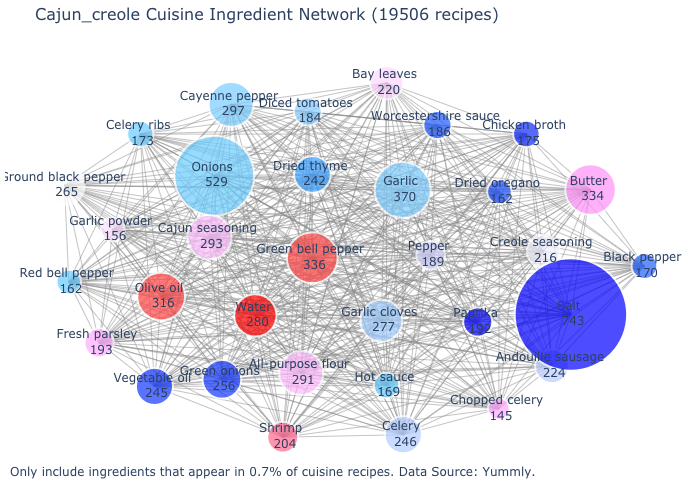 Cajun_creole Cuisine Ingredient Network (19506 recipes)
Bay leaves
220
Cayenne pepper
297
Diced tomatoes
184
Worcestershire sauce
186
Chicken broth
175
Celery ribs
173
Onions
529
Dried thyme
242
Garlic
370
Dried oregano
162
Butter
334
Ground black pepper
265
Garlic powder
156
Cajun seasoning
293
Green bell pepper
336
Pepper
189
Creole seasoning
216
Black pepper
170
Red bell pepper
162
Olive oil
316
Water
280
Garlic cloves
277
Paprika
192
Salt
743
Fresh parsley
193
Andouille sausage
224
Vegetable oil
245
Green onions
256
All-purpose flour
291
Hot sauce
169
Chopped celery
145
Shrimp
204
Celery
246
Only include ingredients that appear in 0.7% of cuisine recipes. Data Source: Yummly.